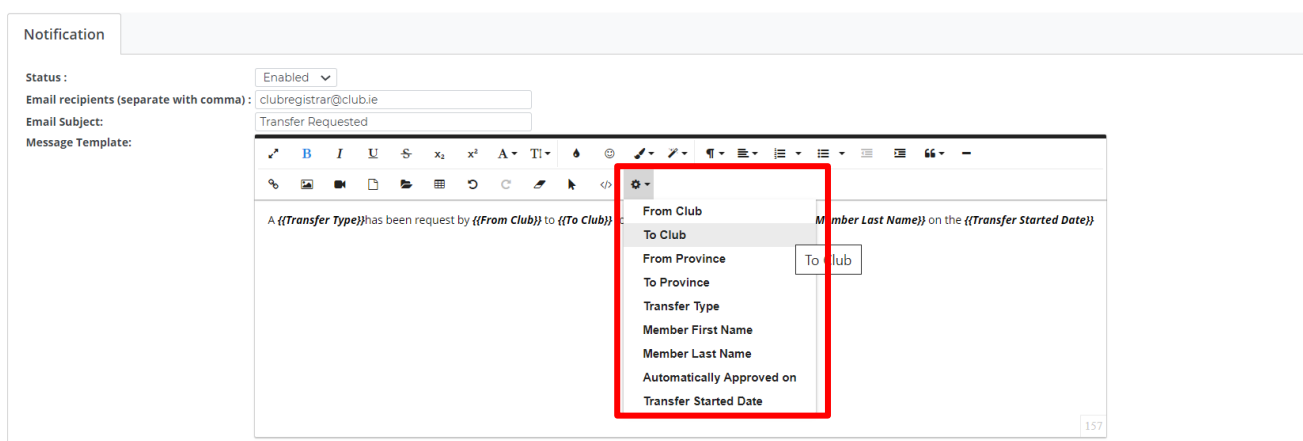 Notification
Status :
Enabled
Email recipients (separate with comma) :
clubregistrar@club.ie
Email Subject:
Transfer Requested
Message Template:
B I U S x₂ x² A TI
A {{Transfer Type}}has been request by {{From Club}} to {{To Club}}
Member Last Name}} on the {{Transfer Started Date}}
From Club
To Club
To Club
From Province
To Province
Transfer Type
Member First Name
Member Last Name
Automatically Approved on
Transfer Started Date
157